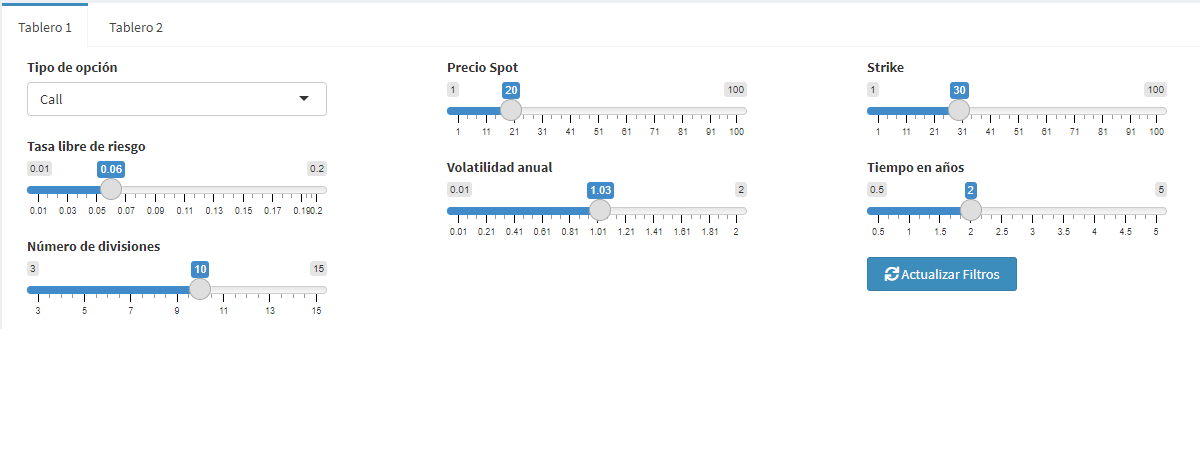 Tablero 1
Tablero 2
Tipo de opción
Call
Tasa libre de riesgo
0.01 0.06 0.2
0.01 0.03 0.05 0.07 0.09 0.11 0.13 0.15 0.17 0.19 0.2
Número de divisiones
3 10 15
3 5 7 9 11 13 15
Precio Spot
1 20 100
1 11 21 31 41 51 61 71 81 91 100
Volatilidad anual
0.01 1.03 2
0.01 0.21 0.41 0.61 0.81 1.01 1.21 1.41 1.61 1.81 2
Strike
1 30 100
1 11 21 31 41 51 61 71 81 91 100
Tiempo en años
0.5 2 5
0.5 1 1.5 2 2.5 3 3.5 4 4.5 5
Actualizar Filtros